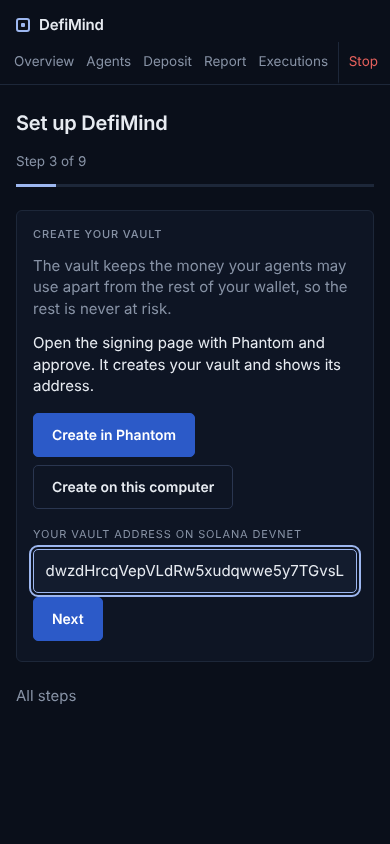 DefiMind
Overview Agents Deposit Report Executions Stop
Set up DefiMind
Step 3 of 9
CREATE YOUR VAULT
The vault keeps the money your agents may
use apart from the rest of your wallet, so the
rest is never at risk.
Open the signing page with Phantom and
approve. It creates your vault and shows its
address.
Create in Phantom
Create on this computer
YOUR VAULT ADDRESS ON SOLANA DEVNET
dwzdHrcqVepVLdRw5xudqwwe5y7TGvsL
Next
All steps